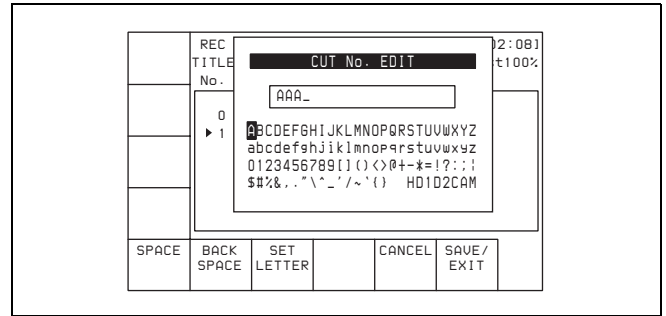 REC 02:08]
TITLE st100%
No.
CUT No. EDIT
AAA_
0
1
ABCDEFGHIJKLMNOPQRSTUVWXYZ
abcdefghijklmnopqrstuvwxyz
0123456789[]()<>@+-*=!?:;¦
$#%&,."\^_'/~`{} HD1D2CAM
SPACE BACK SPACE SET LETTER CANCEL SAVE/ EXIT